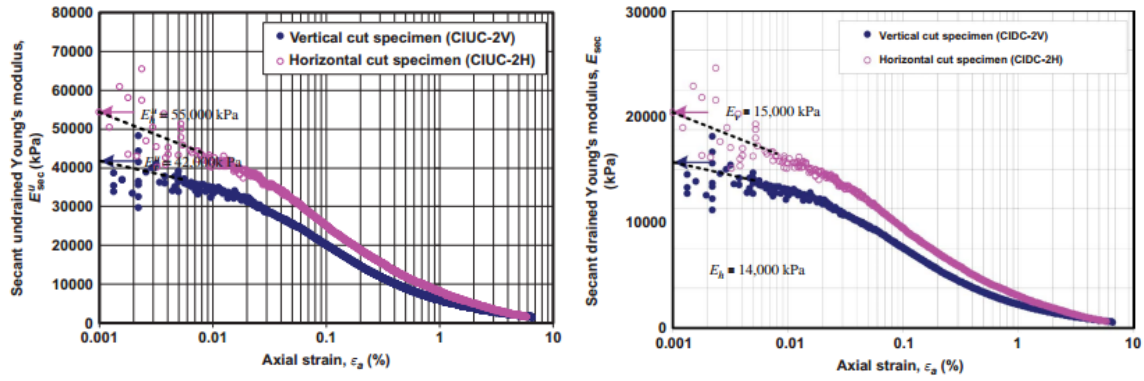 80000
70000
60000
50000
40000
30000
20000
10000
0
Secant undrained Young's modulus,
E^u_sec (kPa)
Vertical cut specimen (CIUC-2V)
Horizontal cut specimen (CIUC-2H)
E^u_h = 55,000 kPa
= 42,000 kPa
0.001
0.01
0.1
1
10
Axial strain, ε_a (%)
30000
20000
10000
0
Secant drained Young's modulus, E_sec
(kPa)
Vertical cut specimen (CIDC-2V)
Horizontal cut specimen (CIDC-2H)
E_v = 15,000 kPa
E_h = 14,000 kPa
0.001
0.01
0.1
1
10
Axial strain, ε_a (%)